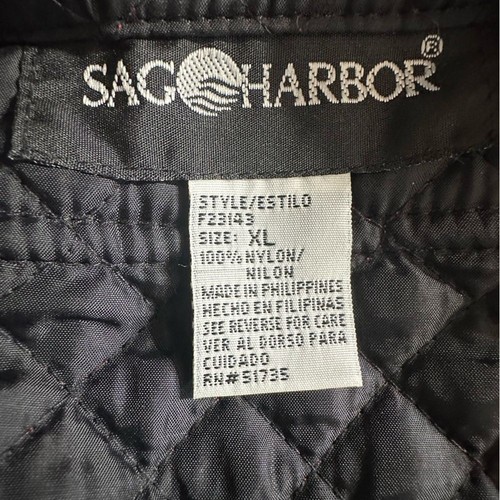 SAG HARBOR®
STYLE/ESTILO
F23143
SIZE: XL
100% NYLON/
NILON
MADE IN PHILIPPINES
HECHO EN FILIPINAS
SEE REVERSE FOR CARE
VER AL DORSO PARA
CUIDADO
RN#51735